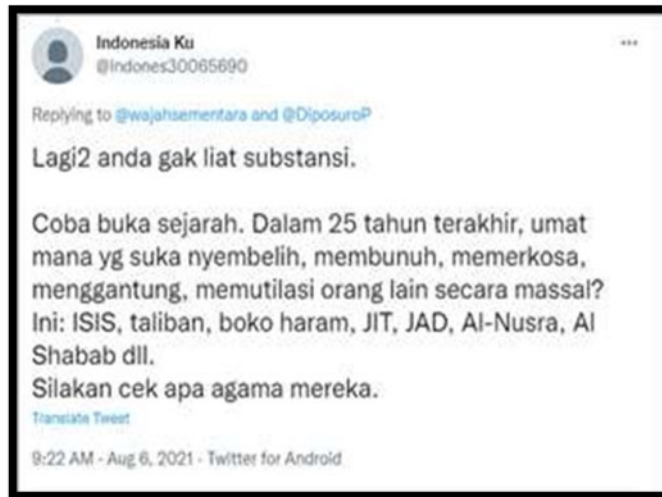 Indonesia Ku
@Indones30065690
Replying to @wajahsementara and @DiposuroP
Lagi2 anda gak liat substansi.
Coba buka sejarah. Dalam 25 tahun terakhir, umat
mana yg suka nyembelih, membunuh, memerkosa,
menggantung, memutilasi orang lain secara massal?
Ini: ISIS, taliban, boko haram, JIT, JAD, Al-Nusra, Al
Shabab dll.
Silakan cek apa agama mereka.
Translate Tweet
9:22 AM - Aug 6, 2021 - Twitter for Android